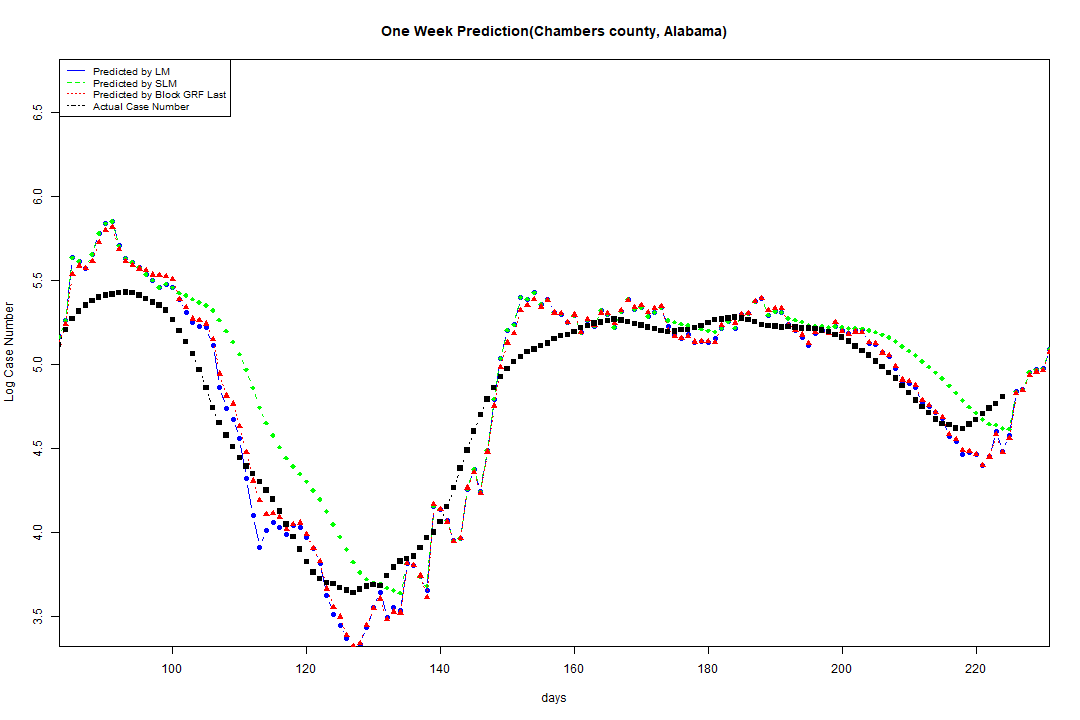 One Week Prediction(Chambers county, Alabama)
Predicted by LM
Predicted by SLM
Predicted by Block GRF Last
Actual Case Number
Log Case Number
6.5
6.0
5.5
5.0
4.5
4.0
3.5
100 120 140 160 180 200 220
days